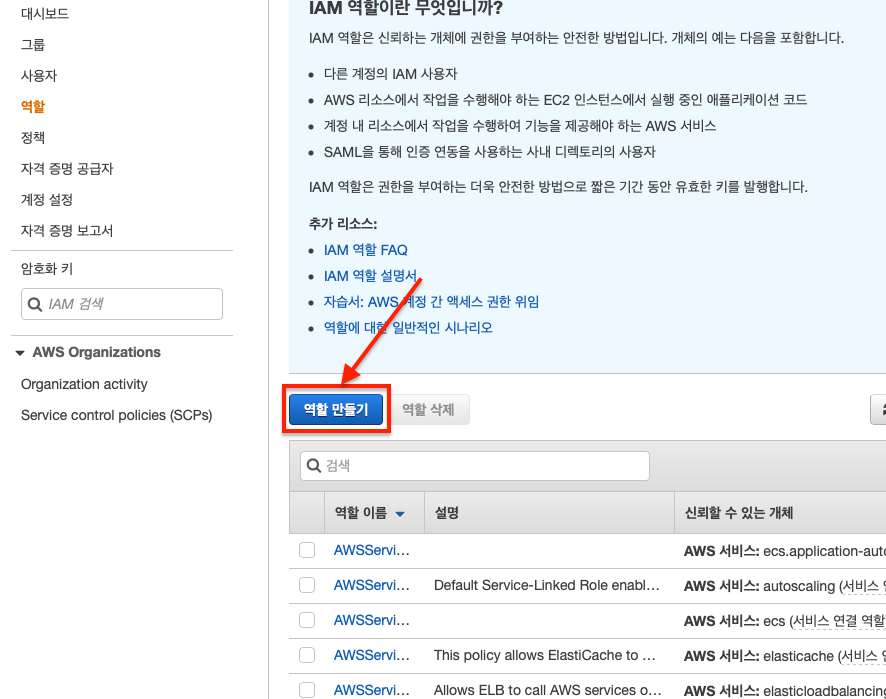 대시보드
그룹
사용자
역할
정책
자격 증명 공급자
계정 설정
자격 증명 보고서
암호화 키
IAM 검색
AWS Organizations
Organization activity
Service control policies (SCPs)
IAM 역할이란 무엇입니까?
IAM 역할은 신뢰하는 개체에 권한을 부여하는 안전한 방법입니다. 개체의 예는 다음을 포함합니다.
다른 계정의 IAM 사용자
AWS 리소스에서 작업을 수행해야 하는 EC2 인스턴스에서 실행 중인 애플리케이션 코드
계정 내 리소스에서 작업을 수행하여 기능을 제공해야 하는 AWS 서비스
SAML을 통해 인증 연동을 사용하는 사내 디렉토리의 사용자
IAM 역할은 권한을 부여하는 더욱 안전한 방법으로 짧은 기간 동안 유효한 키를 발행합니다.
추가 리소스:
IAM 역할 FAQ
IAM 역할 설명서
자습서: AWS 계정 간 액세스 권한 위임
역할에 대한 일반적인 시나리오
역할 만들기 역할 삭제
검색
역할 이름 설명 신뢰할 수 있는 개체
AWSServi... AWS 서비스: ecs.application-auto
AWSServi... Default Service-Linked Role enabl... AWS 서비스: autoscaling (서비스 연
AWSServi... AWS 서비스: ecs (서비스 연결 역할
AWSServi... This policy allows ElastiCache to ... AWS 서비스: elasticache (서비스 연
AWSServi... Allows ELB to call AWS services o... AWS 서비스: elasticloadbalancing